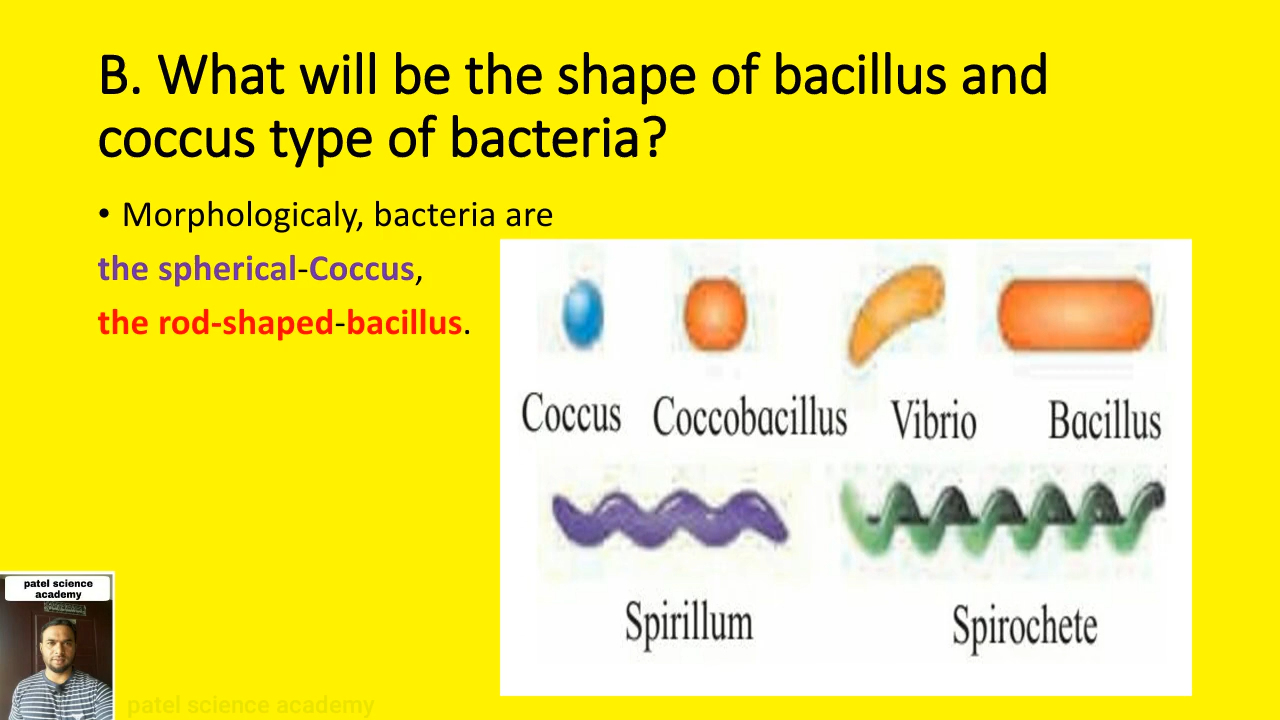 B. What will be the shape of bacillus and
coccus type of bacteria?
• Morphologicaly, bacteria are
the spherical-Coccus,
the rod-shaped-bacillus.
Coccus Coccobacillus Vibrio Bacillus
Spirillum Spirochete
patel science
academy
patel science academy